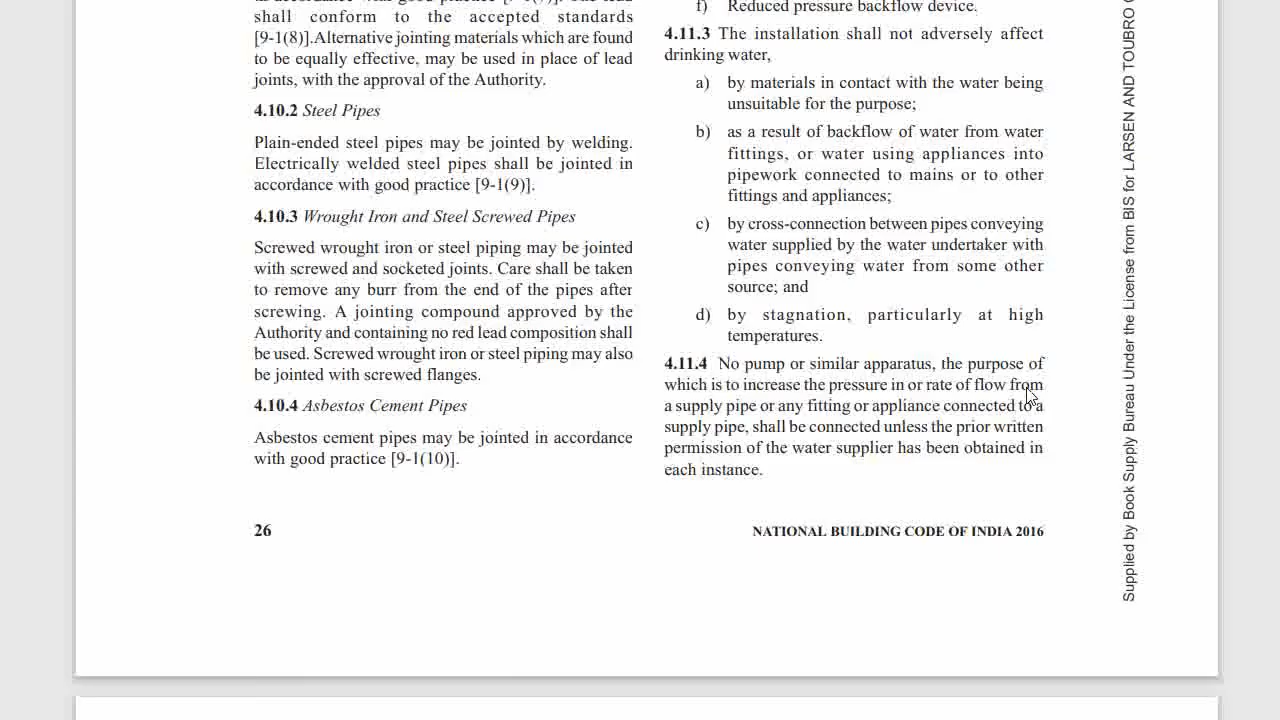 shall conform to the accepted standards
[9-1(8)].Alternative jointing materials which are found
to be equally effective, may be used in place of lead
joints, with the approval of the Authority.
4.10.2 Steel Pipes
Plain-ended steel pipes may be jointed by welding.
Electrically welded steel pipes shall be jointed in
accordance with good practice [9-1(9)].
4.10.3 Wrought Iron and Steel Screwed Pipes
Screwed wrought iron or steel piping may be jointed
with screwed and socketed joints. Care shall be taken
to remove any burr from the end of the pipes after
screwing. A jointing compound approved by the
Authority and containing no red lead composition shall
be used. Screwed wrought iron or steel piping may also
be jointed with screwed flanges.
4.10.4 Asbestos Cement Pipes
Asbestos cement pipes may be jointed in accordance
with good practice [9-1(10)].
f) Reduced pressure backflow device.
4.11.3 The installation shall not adversely affect
drinking water,
a) by materials in contact with the water being
unsuitable for the purpose;
b) as a result of backflow of water from water
fittings, or water using appliances into
pipework connected to mains or to other
fittings and appliances;
c) by cross-connection between pipes conveying
water supplied by the water undertaker with
pipes conveying water from some other
source; and
d) by stagnation, particularly at high
temperatures.
4.11.4 No pump or similar apparatus, the purpose of
which is to increase the pressure in or rate of flow from
a supply pipe or any fitting or appliance connected to a
supply pipe, shall be connected unless the prior written
permission of the water supplier has been obtained in
each instance.
26
NATIONAL BUILDING CODE OF INDIA 2016
Supplied by Book Supply Bureau Under the License from BIS for LARSEN AND TOUBRO (